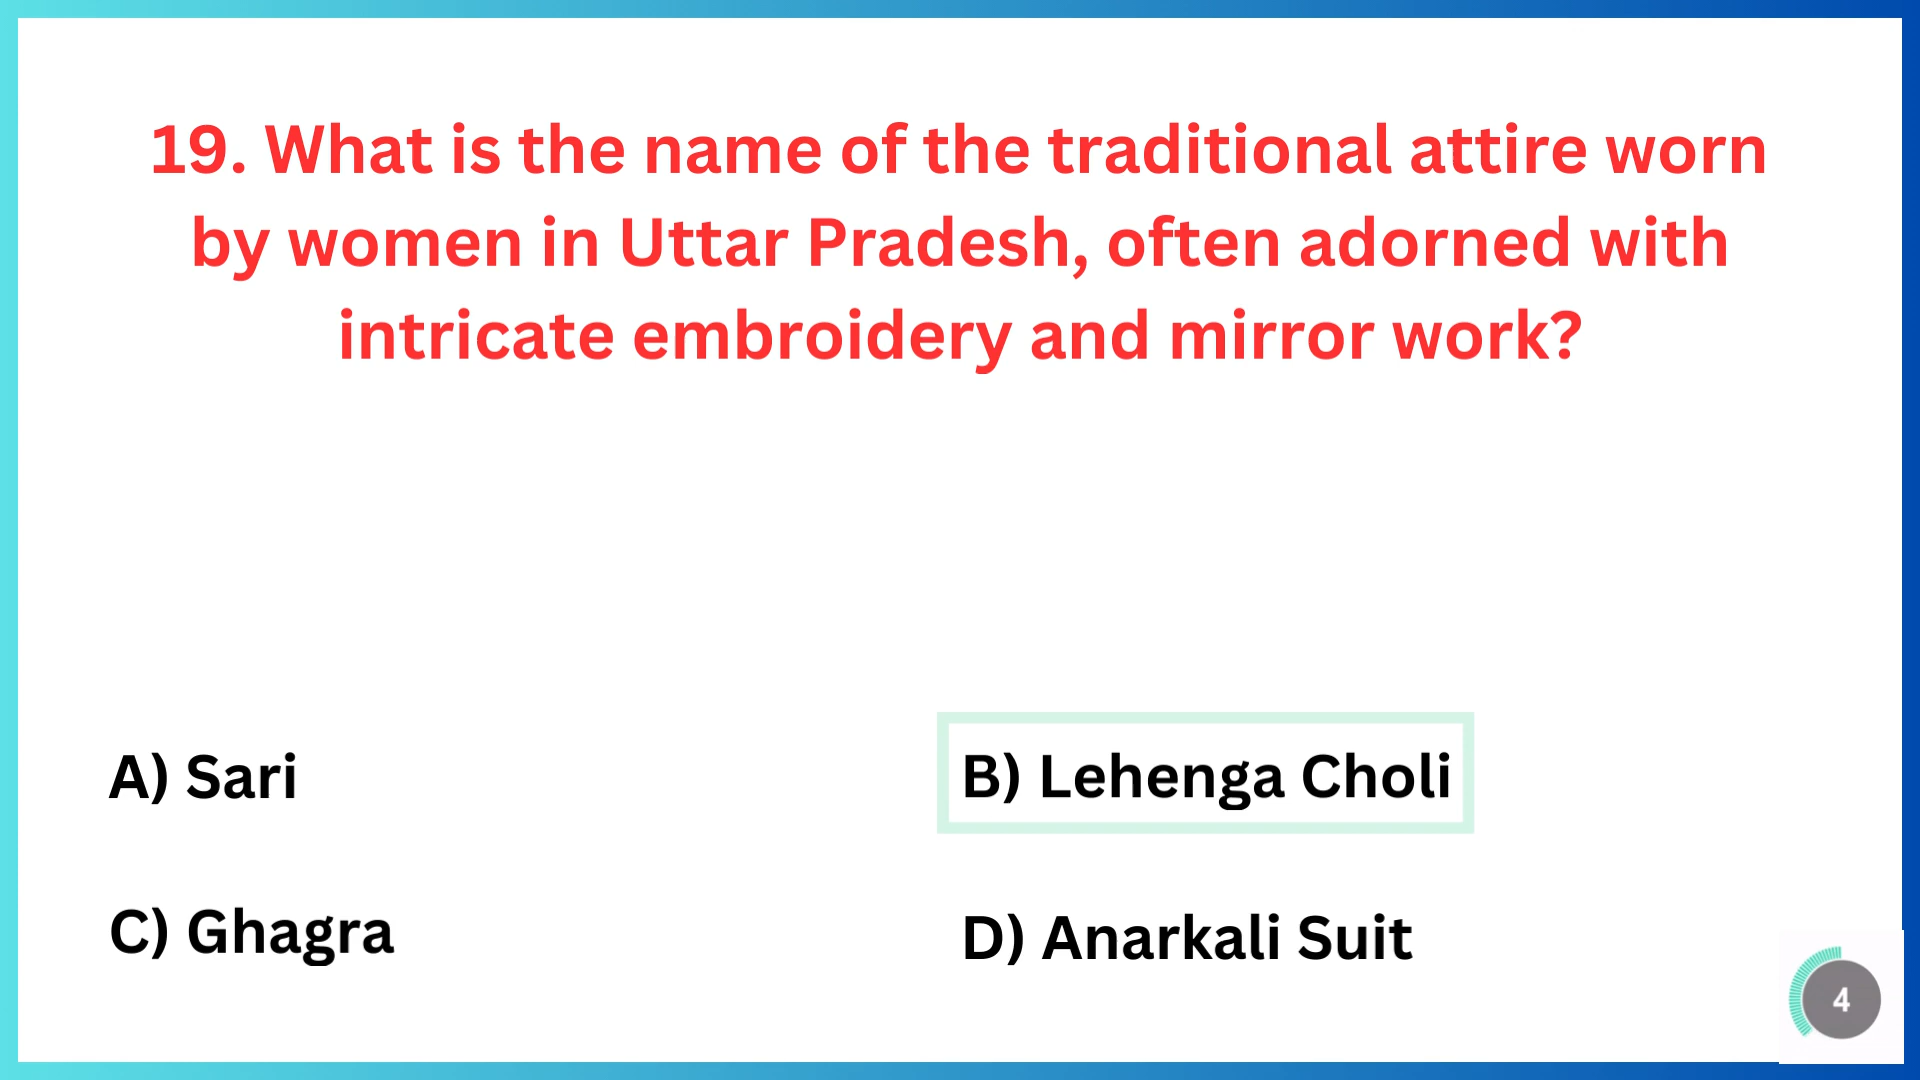 19. What is the name of the traditional attire worn
by women in Uttar Pradesh, often adorned with
intricate embroidery and mirror work?
A) Sari
B) Lehenga Choli
C) Ghagra
D) Anarkali Suit
4